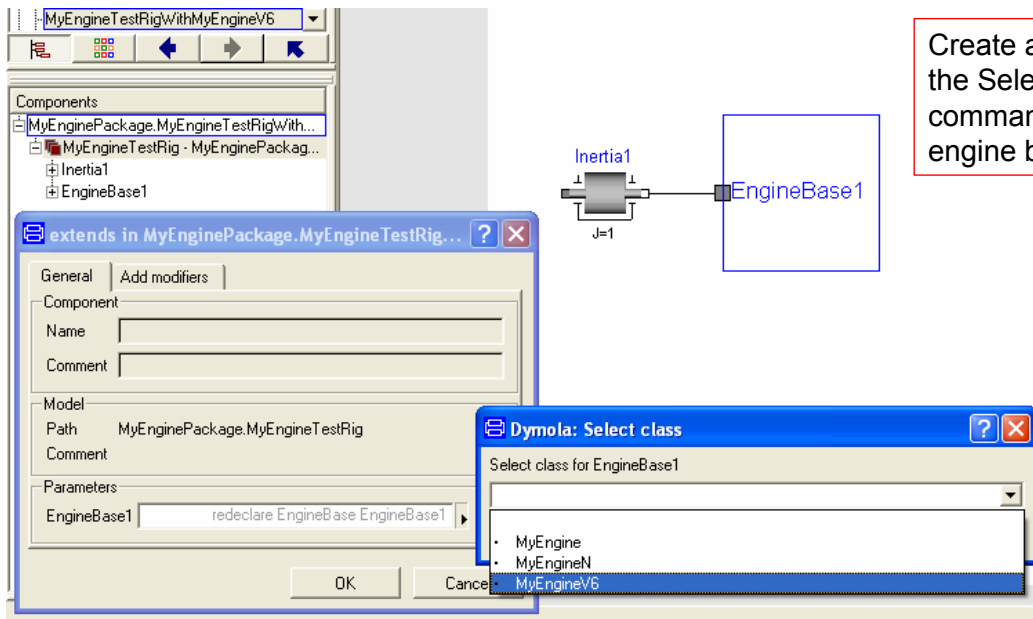 MyEngineTestRigWithMyEngineV6
Components
MyEnginePackage.MyEngineTestRigWith...
MyEngineTestRig - MyEnginePackag...
Inertia1
EngineBase1
Inertia1
J=1
EngineBase1
Create a
the Sele
comman
engine b
extends in MyEnginePackage.MyEngineTestRig...
General
Add modifiers
Component
Name
Comment
Model
Path MyEnginePackage.MyEngineTestRig
Comment
Parameters
EngineBase1 redeclare EngineBase EngineBase1
OK
Cance
Dymola: Select class
Select class for EngineBase1
MyEngine
MyEngineN
MyEngineV6